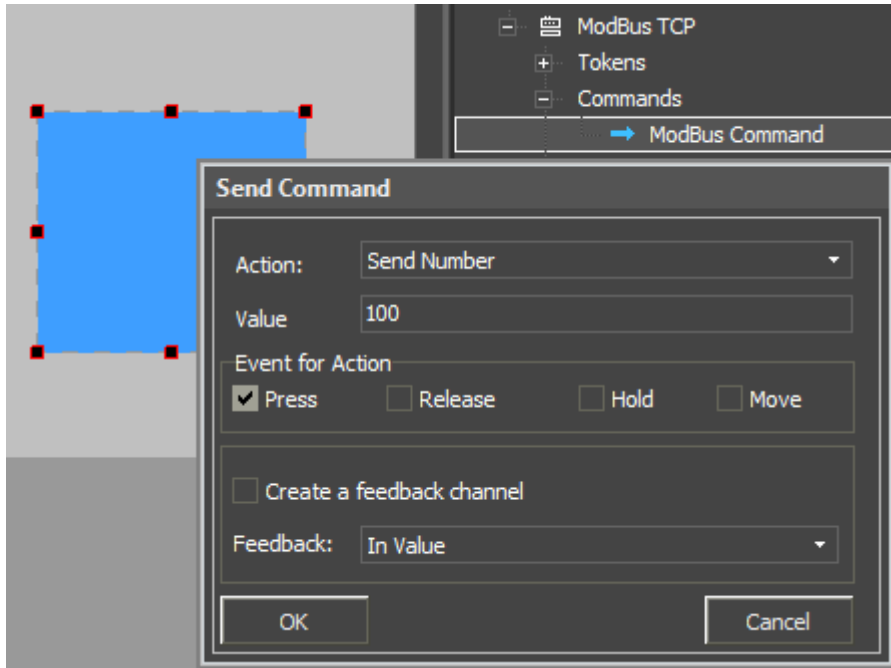 ModBus TCP
Tokens
Commands
ModBus Command
Send Command
Action: Send Number
Value 100
Event for Action
Press Release Hold Move
Create a feedback channel
Feedback: In Value
OK Cancel